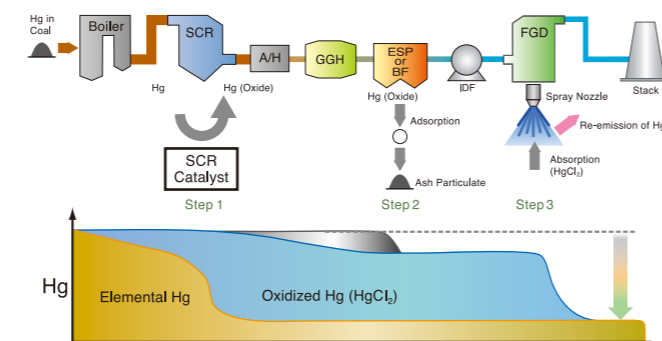 Hg in
Coal
Boiler
SCR
A/H
GGH
ESP
or
BF
IDF
FGD
Stack
Hg
Hg (Oxide)
Hg (Oxide)
Spray Nozzle
Adsorption
Re-emission of Hg
SCR
Catalyst
Absorption
(HgCl₂)
Ash Particulate
Step 1
Step 2
Step 3
Hg
Elemental Hg
Oxidized Hg (HgCl₂)